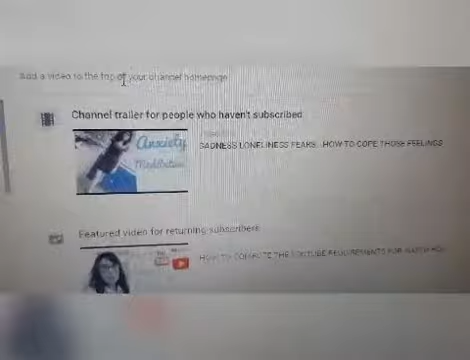 Add a video to the top of your channel homepage
Channel trailer for people who haven't subscribed
Anxiety
Meditation
SADNESS LONELINESS FEARS HOW TO COPE THOSE FEELINGS
Featured video for returning subscribers
HOW TO COMPLETE THE YOUTUBE REQUIREMENTS FOR